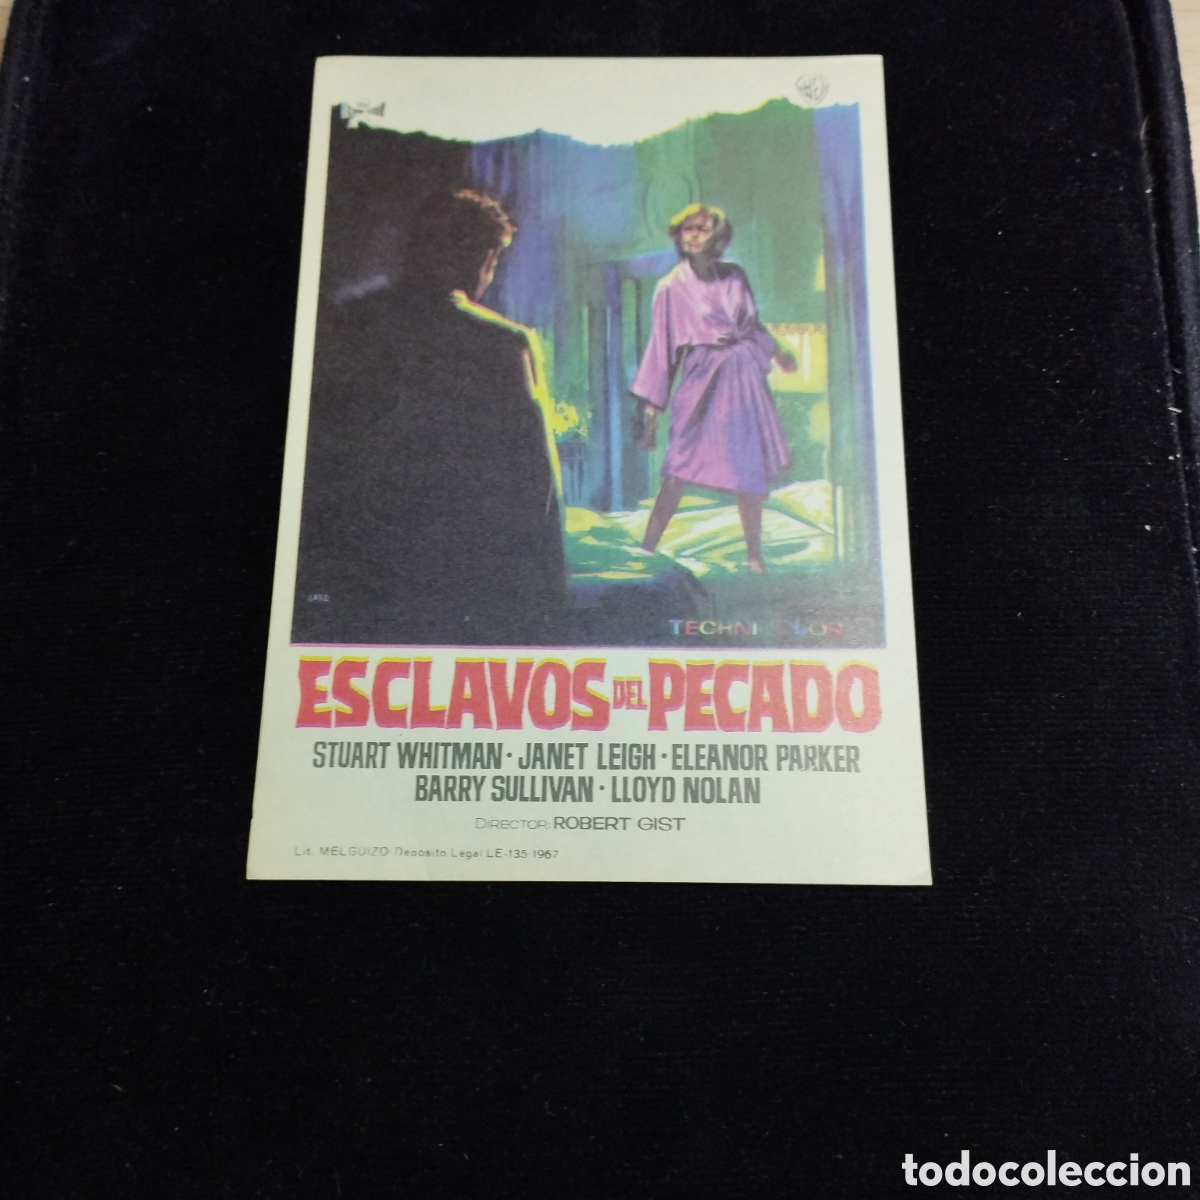 TECHNICOLOR
ESCLAVOS DEL PECADO
STUART WHITMAN · JANET LEIGH · ELEANOR PARKER
BARRY SULLIVAN · LLOYD NOLAN
DIRECTOR: ROBERT GIST
Lit. MELGUIZO-Depósito Legal LE-135-1967
todocoleccion